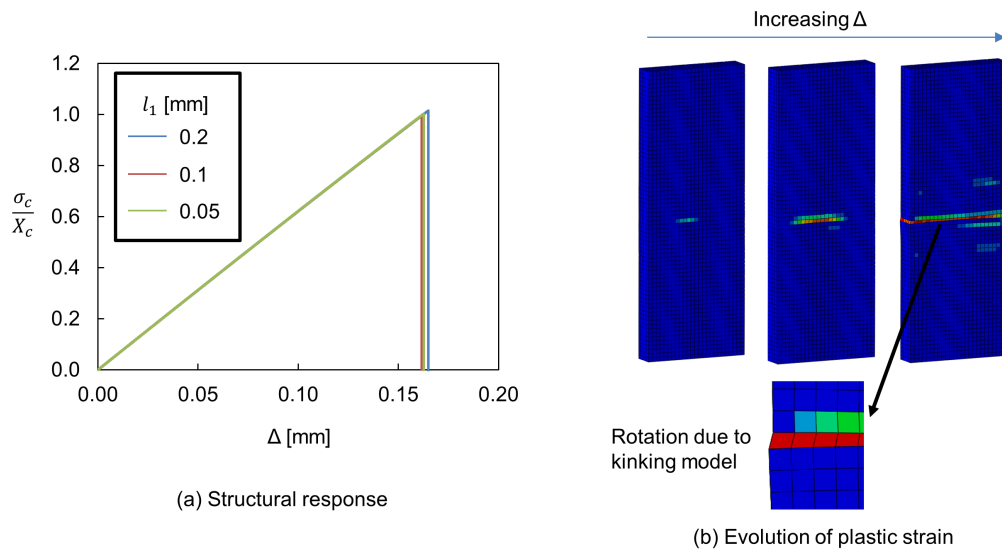 1.2
1.0
0.8
0.6
0.4
0.2
0.0
σc
Xc
l1 [mm]
0.2
0.1
0.05
0.00
0.05
0.10
0.15
0.20
Δ [mm]
(a) Structural response
Increasing Δ
Rotation due to
kinking model
(b) Evolution of plastic strain